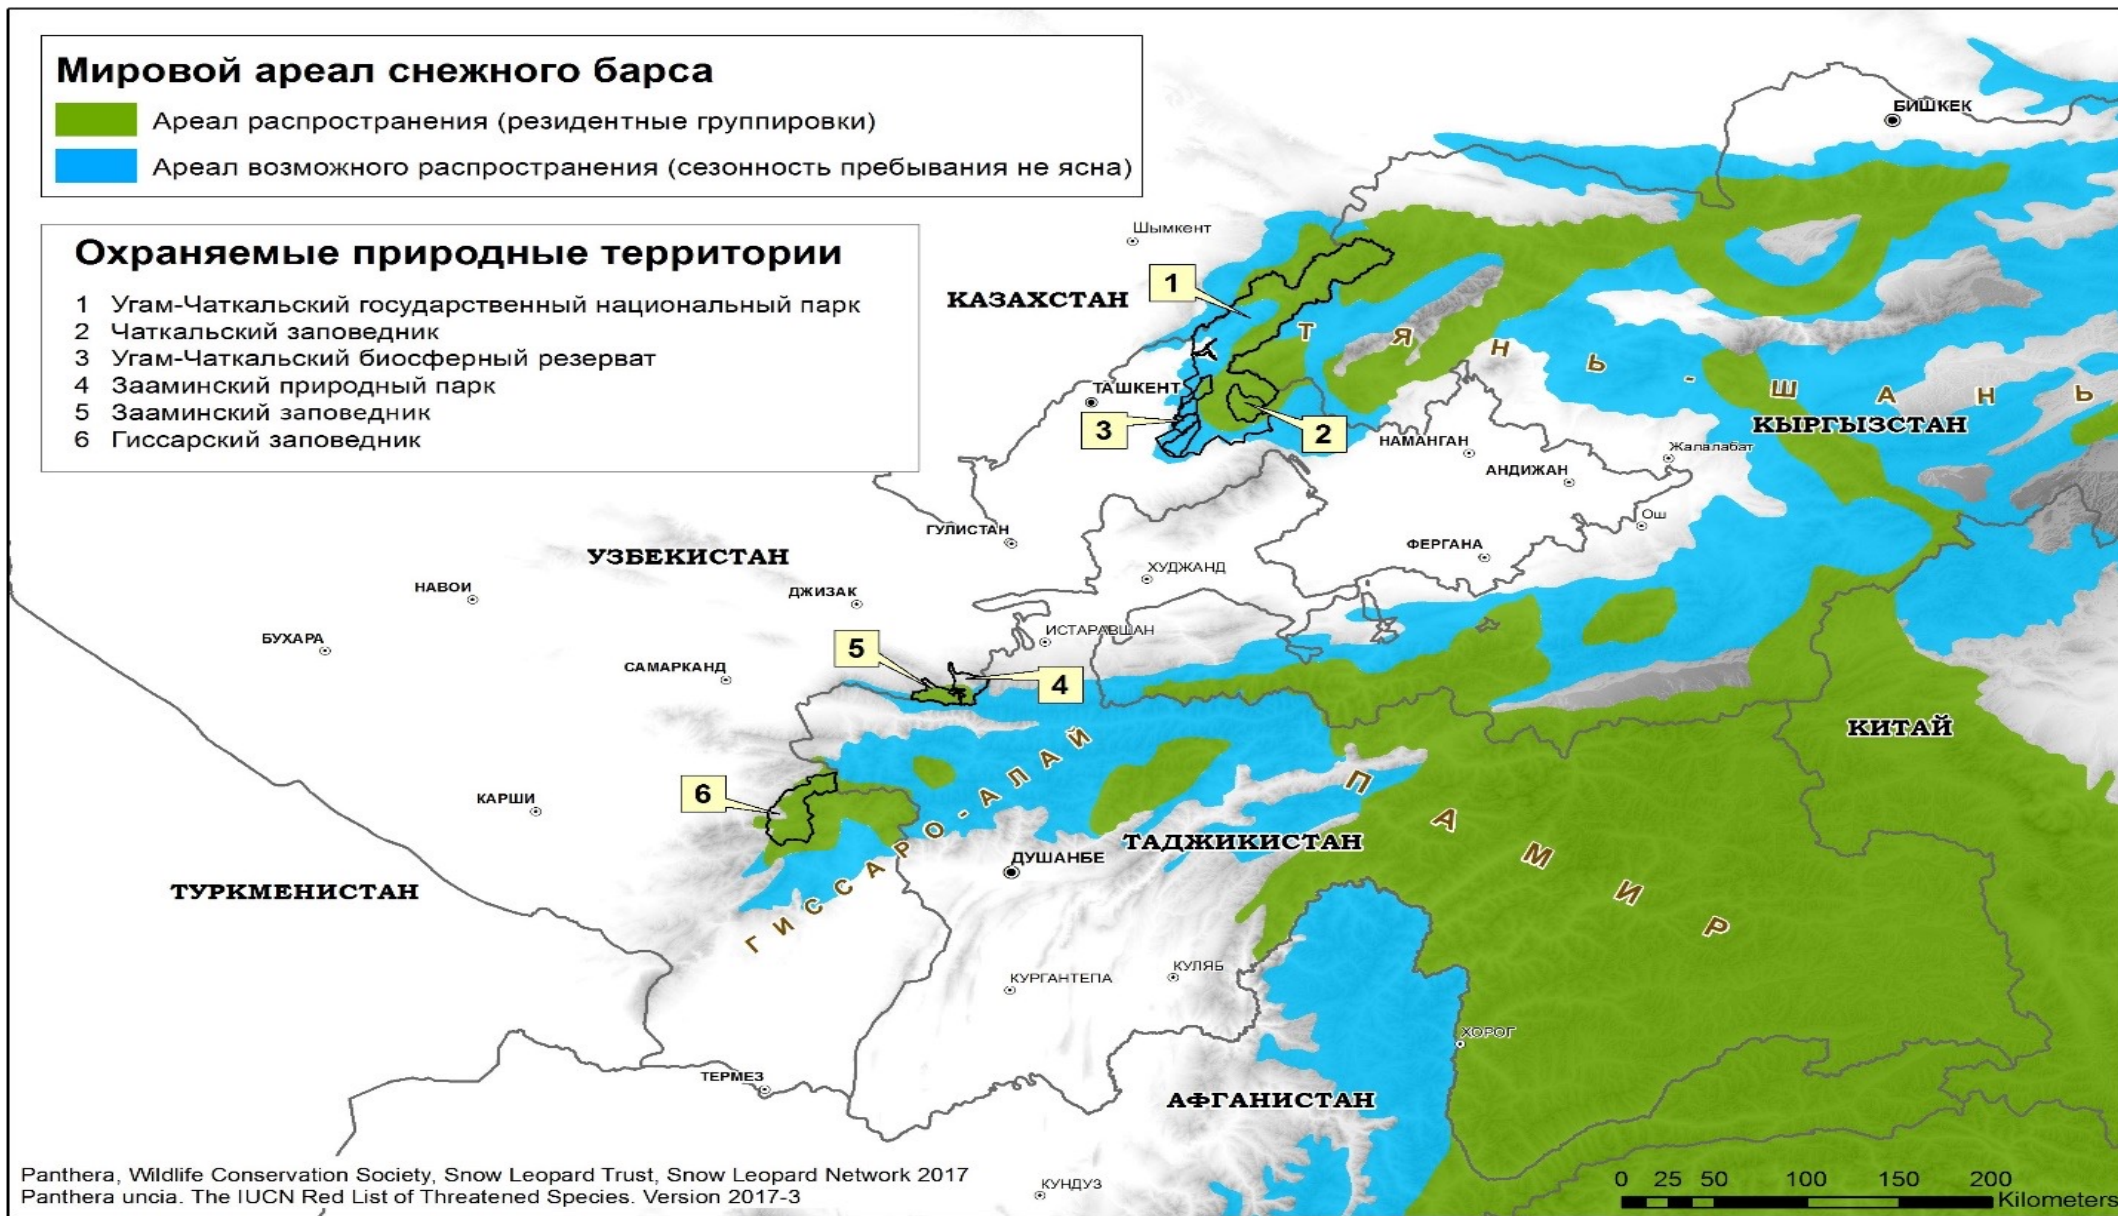 Мировой ареал снежного барса
Ареал распространения (резидентные группировки)
Ареал возможного распространения (сезонность пребывания не ясна)
Охраняемые природные территории
1 Угам-Чаткальский государственный национальный парк
2 Чаткальский заповедник
3 Угам-Чаткальский биосферный резерват
4 Зааминский природный парк
5 Зааминский заповедник
6 Гиссарский заповедник
БИШКЕК
Шымкент
КАЗАХСТАН
1
ТЯНЬ-ШАНЬ
ТАШКЕНТ
3
2
КЫРГЫЗСТАН
НАМАНГАН
Жалалабат
АНДИЖАН
Ош
ГУЛИСТАН
ФЕРГАНА
УЗБЕКИСТАН
ХУДЖАНД
НАВОИ
ДЖИЗАК
БУХАРА
ИСТАРАВШАН
5
САМАРКАНД
4
КИТАЙ
ГИССАРО-АЛАЙ
ПАМИР
6
КАРШИ
ТАДЖИКИСТАН
ДУШАНБЕ
ТУРКМЕНИСТАН
КУРГАНТЕПА
КУЛЯБ
ХОРОГ
ТЕРМЕЗ
АФГАНИСТАН
КУНДУЗ
Panthera, Wildlife Conservation Society, Snow Leopard Trust, Snow Leopard Network 2017
Panthera uncia. The IUCN Red List of Threatened Species. Version 2017-3
0 25 50 100 150 200
Kilometers